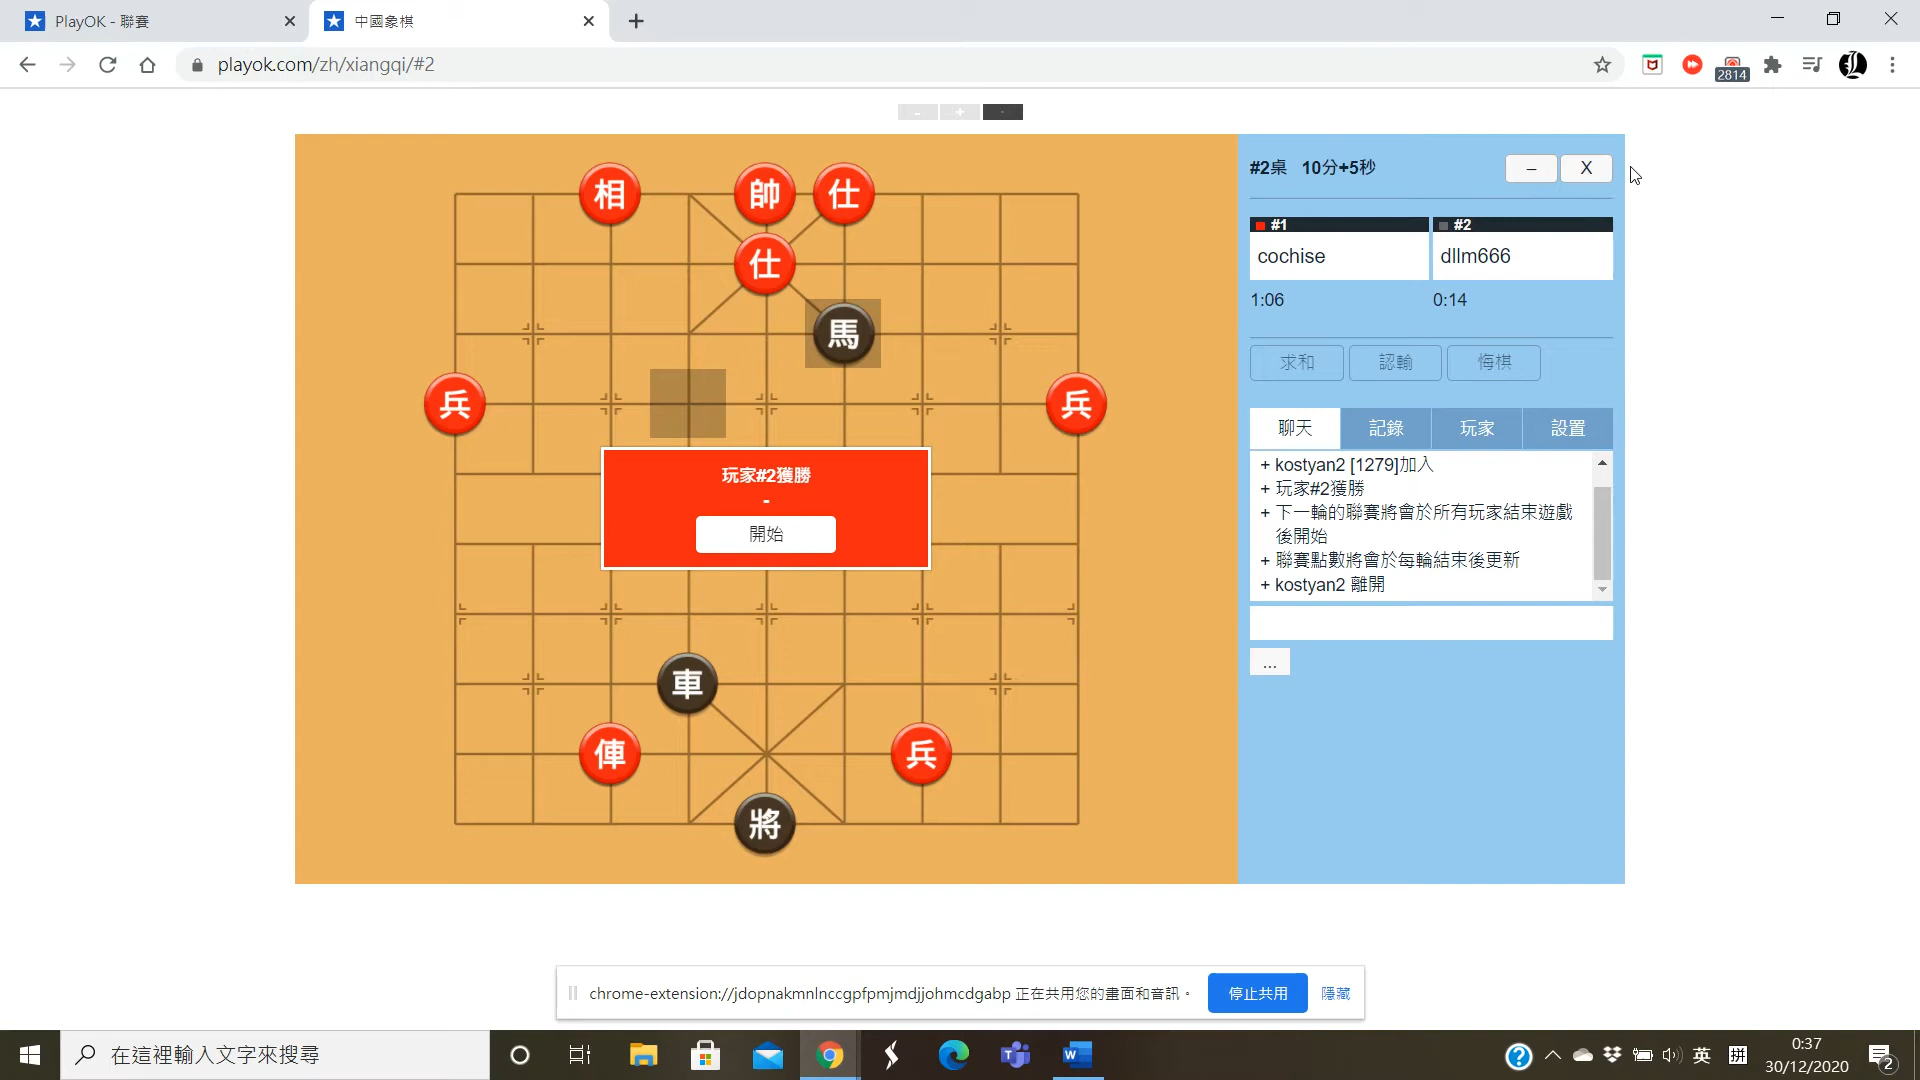 PlayOK - 聯賽
中國象棋
playok.com/zh/xiangqi/#2
2814
- + ·
#2桌 10分+5秒
– X
#1 #2
cochise dllm666
1:06 0:14
求和 認輸 悔棋
聊天 記錄 玩家 設置
+ kostyan2 [1279]加入
+ 玩家#2獲勝
+ 下一輪的聯賽將會於所有玩家結束遊戲
後開始
+ 聯賽點數將會於每輪結束後更新
+ kostyan2 離開
...
相 帥 仕
仕
馬
兵 兵
玩家#2獲勝
-
開始
車
俥 兵
將
chrome-extension://jdopnakmnlnccgpfpmjmdjjohmcdgabp 正在共用您的畫面和音訊。 停止共用 隱藏
在這裡輸入文字來搜尋
英 拼
0:37
30/12/2020
2